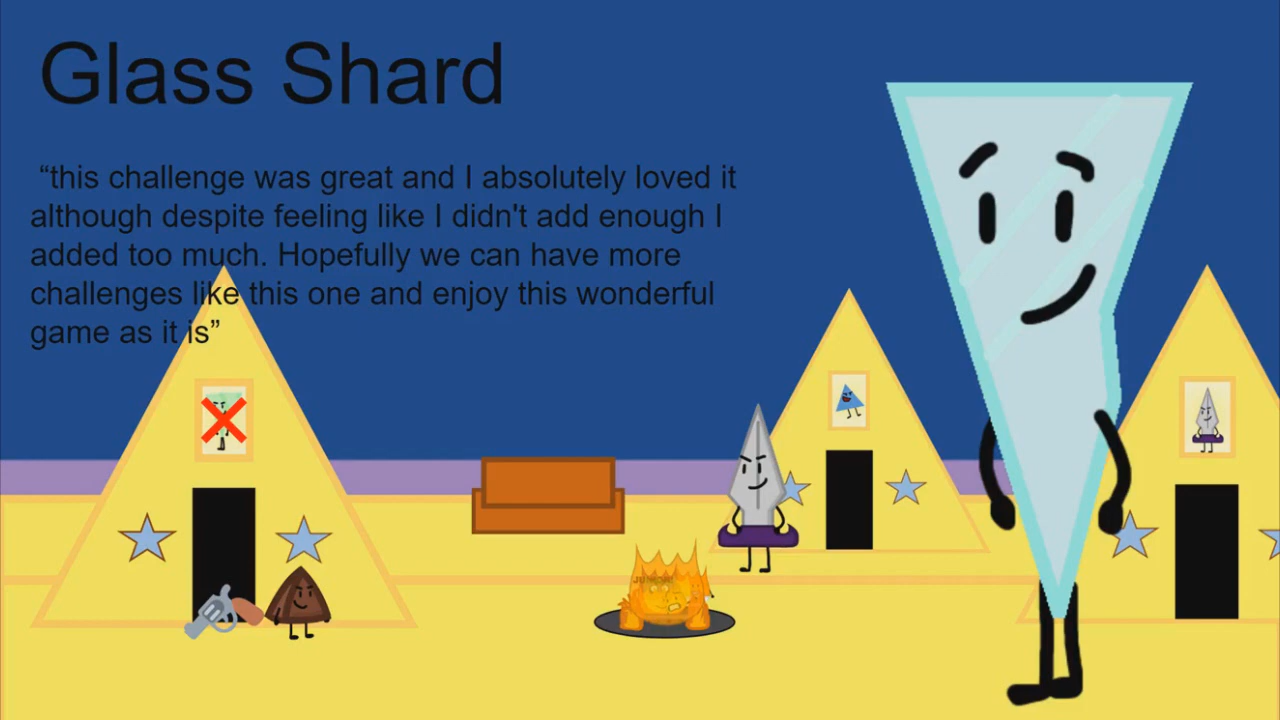 Glass Shard
“this challenge was great and I absolutely loved it
although despite feeling like I didn't add enough I
added too much. Hopefully we can have more
challenges like this one and enjoy this wonderful
game as it is”